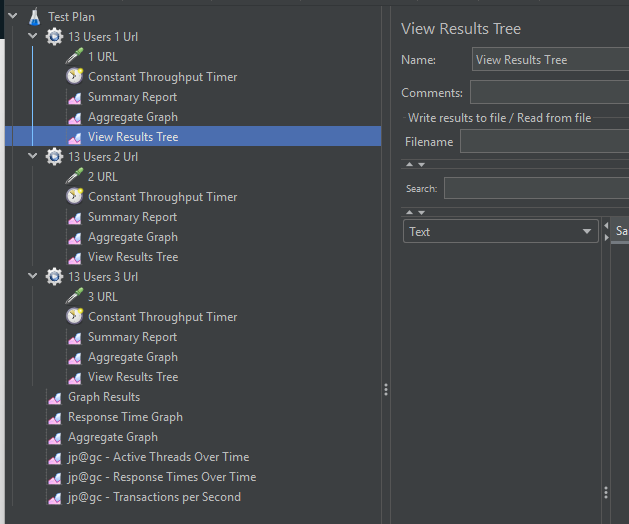 Test Plan
13 Users 1 Url
1 URL
Constant Throughput Timer
Summary Report
Aggregate Graph
View Results Tree
13 Users 2 Url
2 URL
Constant Throughput Timer
Summary Report
Aggregate Graph
View Results Tree
13 Users 3 Url
3 URL
Constant Throughput Timer
Summary Report
Aggregate Graph
View Results Tree
Graph Results
Response Time Graph
Aggregate Graph
jp@gc - Active Threads Over Time
jp@gc - Response Times Over Time
jp@gc - Transactions per Second
View Results Tree
Name: View Results Tree
Comments:
Write results to file / Read from file
Filename
Search:
Text
Sa